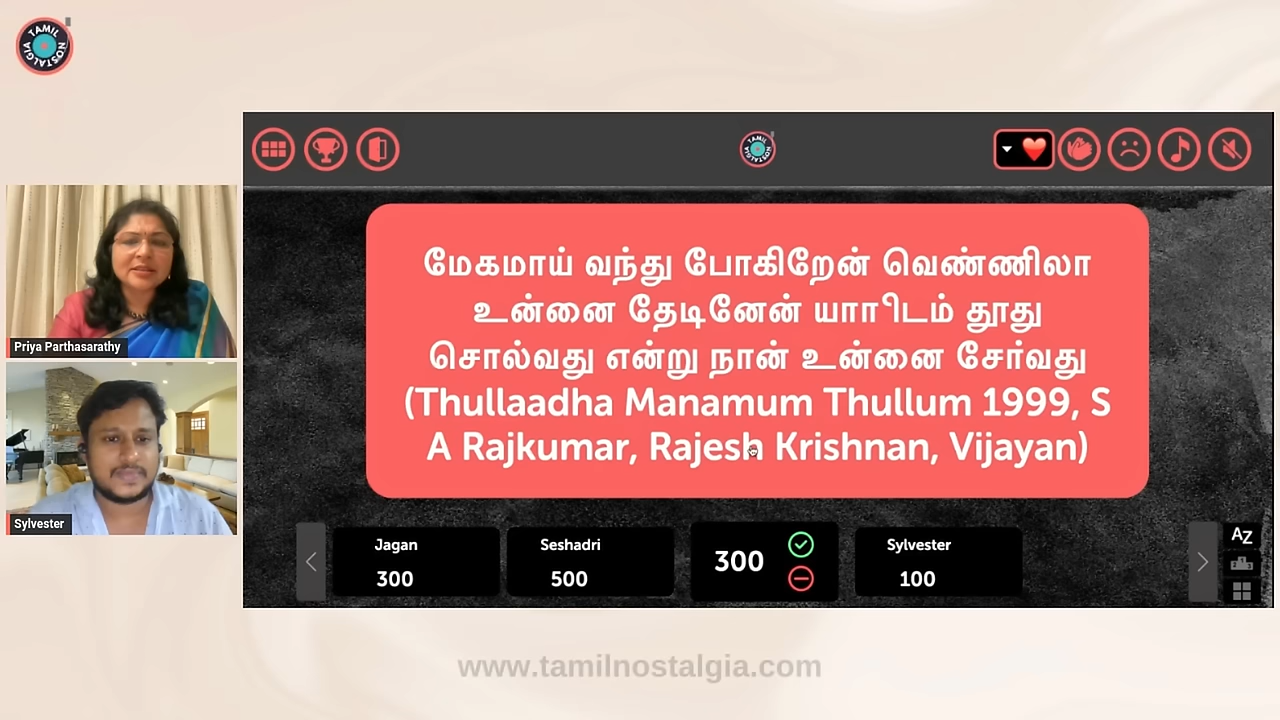 TAMIL NOSTALGIA
மேகமாய் வந்து போகிறேன் வெண்ணிலா
உன்னை தேடினேன் யாரிடம் தூது
சொல்வது என்று நான் உன்னை சேர்வது
(Thullaadha Manamum Thullum 1999, S
A Rajkumar, Rajesh Krishnan, Vijayan)
Priya Parthasarathy
Sylvester
Jagan
300
Seshadri
500
300
Sylvester
100
AZ
www.tamilnostalgia.com